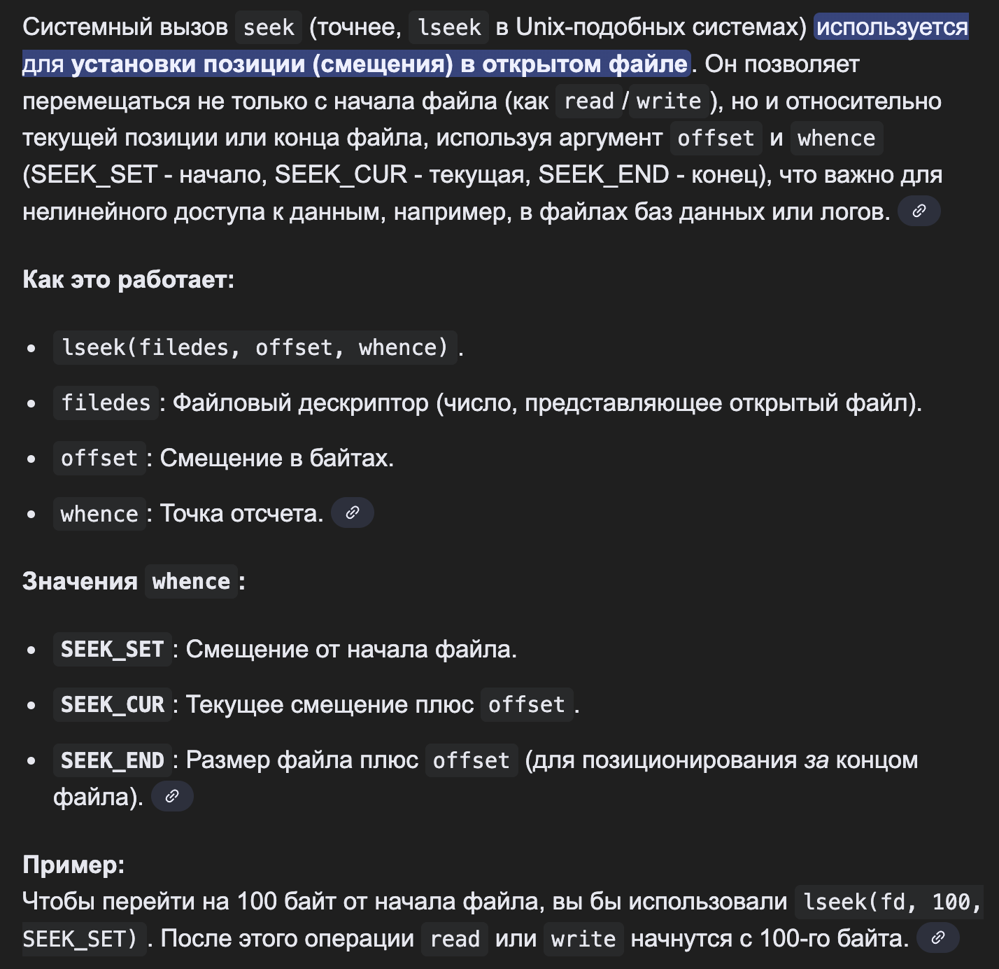 Системный вызов seek (точнее, lseek в Unix-подобных системах) используется
для установки позиции (смещения) в открытом файле. Он позволяет
перемещаться не только с начала файла (как read/write), но и относительно
текущей позиции или конца файла, используя аргумент offset и whence
(SEEK_SET - начало, SEEK_CUR - текущая, SEEK_END - конец), что важно для
нелинейного доступа к данным, например, в файлах баз данных или логов.
Как это работает:
• lseek(filedes, offset, whence).
• filedes: Файловый дескриптор (число, представляющее открытый файл).
• offset: Смещение в байтах.
• whence: Точка отсчета.
Значения whence:
• SEEK_SET: Смещение от начала файла.
• SEEK_CUR: Текущее смещение плюс offset.
• SEEK_END: Размер файла плюс offset (для позиционирования за концом
файла).
Пример:
Чтобы перейти на 100 байт от начала файла, вы бы использовали lseek(fd, 100,
SEEK_SET). После этого операции read или write начнутся с 100-го байта.